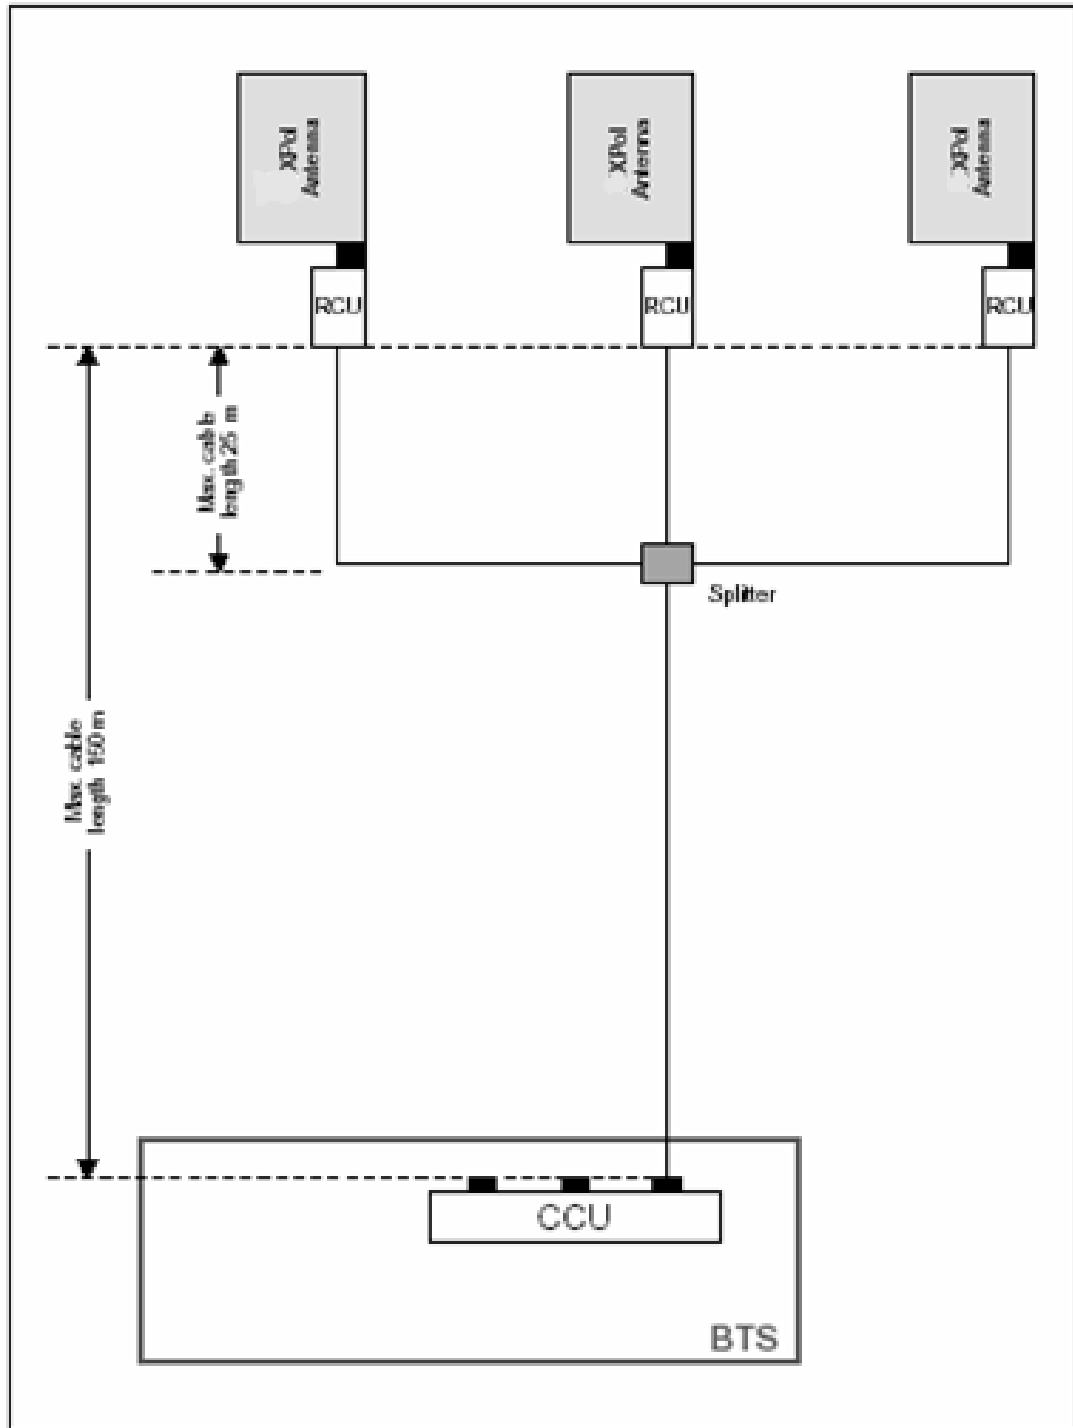 XPol
Antenna
XPol
Antenna
XPol
Antenna
RCU
RCU
RCU
Max. cable
length 25 m
Splitter
Max. cable
length 150 m
CCU
BTS